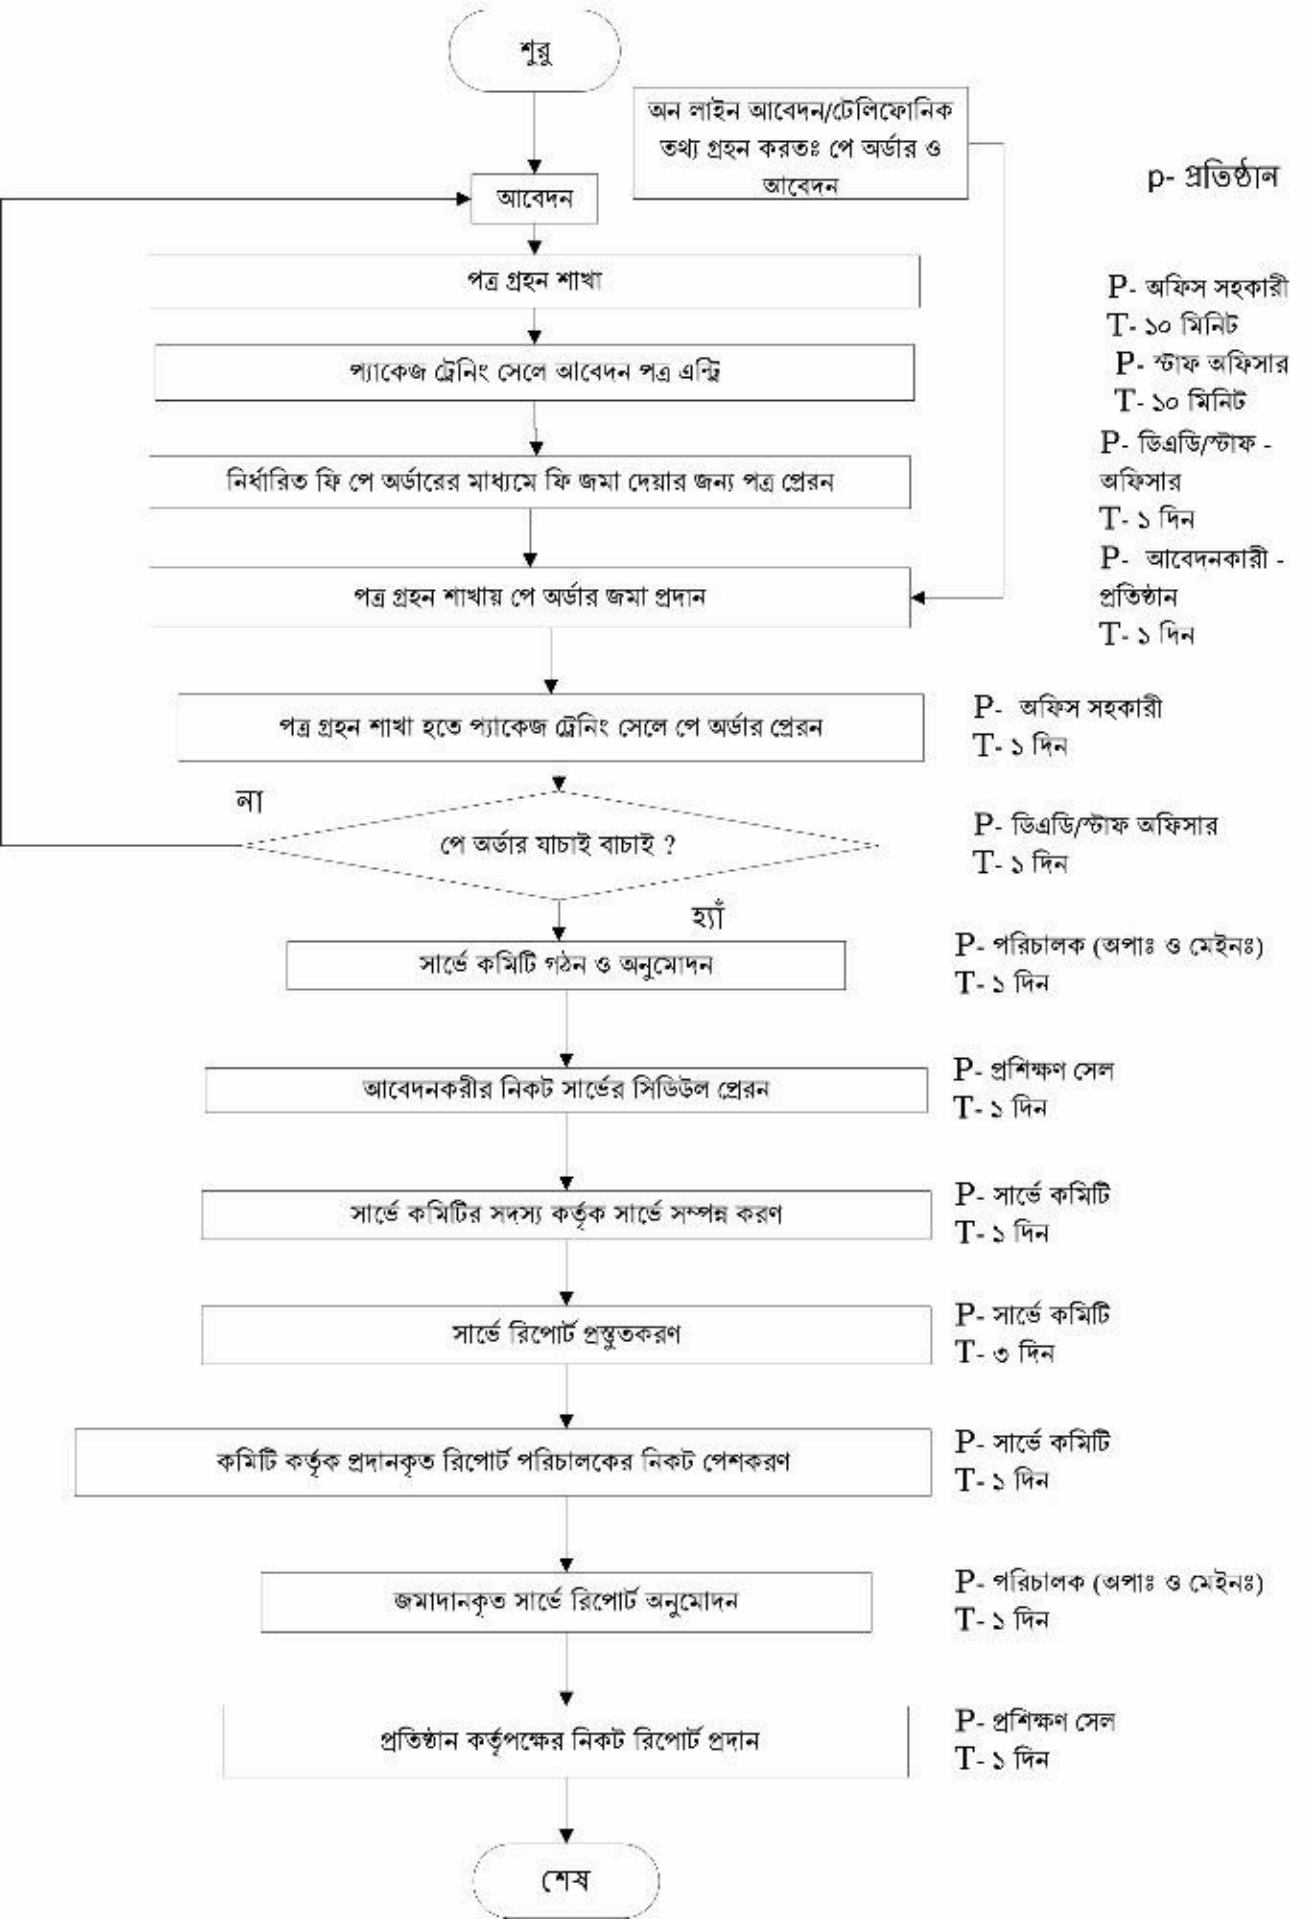 শুরু
অন লাইন আবেদন/টেলিফোনিক
তথ্য গ্রহন করতঃ পে অর্ডার ও
আবেদন
p- প্রতিষ্ঠান
আবেদন
পত্র গ্রহন শাখা
P- অফিস সহকারী
T- ১০ মিনিট
প্যাকেজ ট্রেনিং সেলে আবেদন পত্র এন্ট্রি
P- স্টাফ অফিসার
T- ১০ মিনিট
নির্ধারিত ফি পে অর্ডারের মাধ্যমে ফি জমা দেয়ার জন্য পত্র প্রেরন
P- ডিএডি/স্টাফ -
অফিসার
T- ১ দিন
পত্র গ্রহন শাখায় পে অর্ডার জমা প্রদান
P- আবেদনকারী -
প্রতিষ্ঠান
T- ১ দিন
পত্র গ্রহন শাখা হতে প্যাকেজ ট্রেনিং সেলে পে অর্ডার প্রেরন
P- অফিস সহকারী
T- ১ দিন
না
পে অর্ডার যাচাই বাচাই ?
P- ডিএডি/স্টাফ অফিসার
T- ১ দিন
হ্যাঁ
সার্ভে কমিটি গঠন ও অনুমোদন
P- পরিচালক (অপাঃ ও মেইনঃ)
T- ১ দিন
আবেদনকরীর নিকট সার্ভের সিডিউল প্রেরন
P- প্রশিক্ষণ সেল
T- ১ দিন
সার্ভে কমিটির সদস্য কর্তৃক সার্ভে সম্পন্ন করণ
P- সার্ভে কমিটি
T- ১ দিন
সার্ভে রিপোর্ট প্রস্তুতকরণ
P- সার্ভে কমিটি
T- ৩ দিন
কমিটি কর্তৃক প্রদানকৃত রিপোর্ট পরিচালকের নিকট পেশকরণ
P- সার্ভে কমিটি
T- ১ দিন
জমাদানকৃত সার্ভে রিপোর্ট অনুমোদন
P- পরিচালক (অপাঃ ও মেইনঃ)
T- ১ দিন
প্রতিষ্ঠান কর্তৃপক্ষের নিকট রিপোর্ট প্রদান
P- প্রশিক্ষণ সেল
T- ১ দিন
শেষ